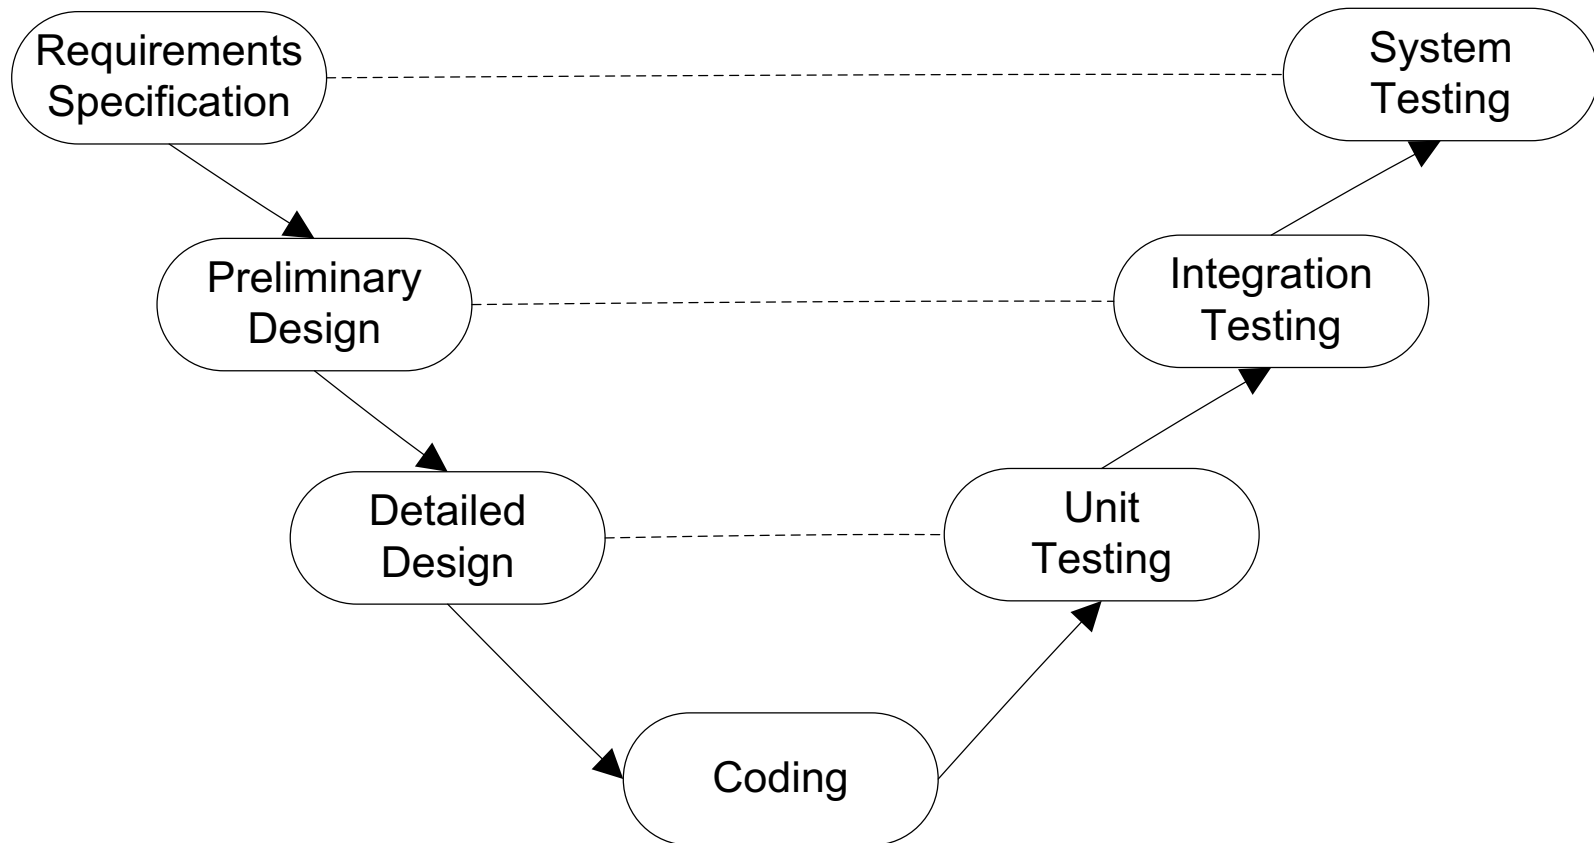 Requirements
Specification
System
Testing
Preliminary
Design
Integration
Testing
Detailed
Design
Unit
Testing
Coding